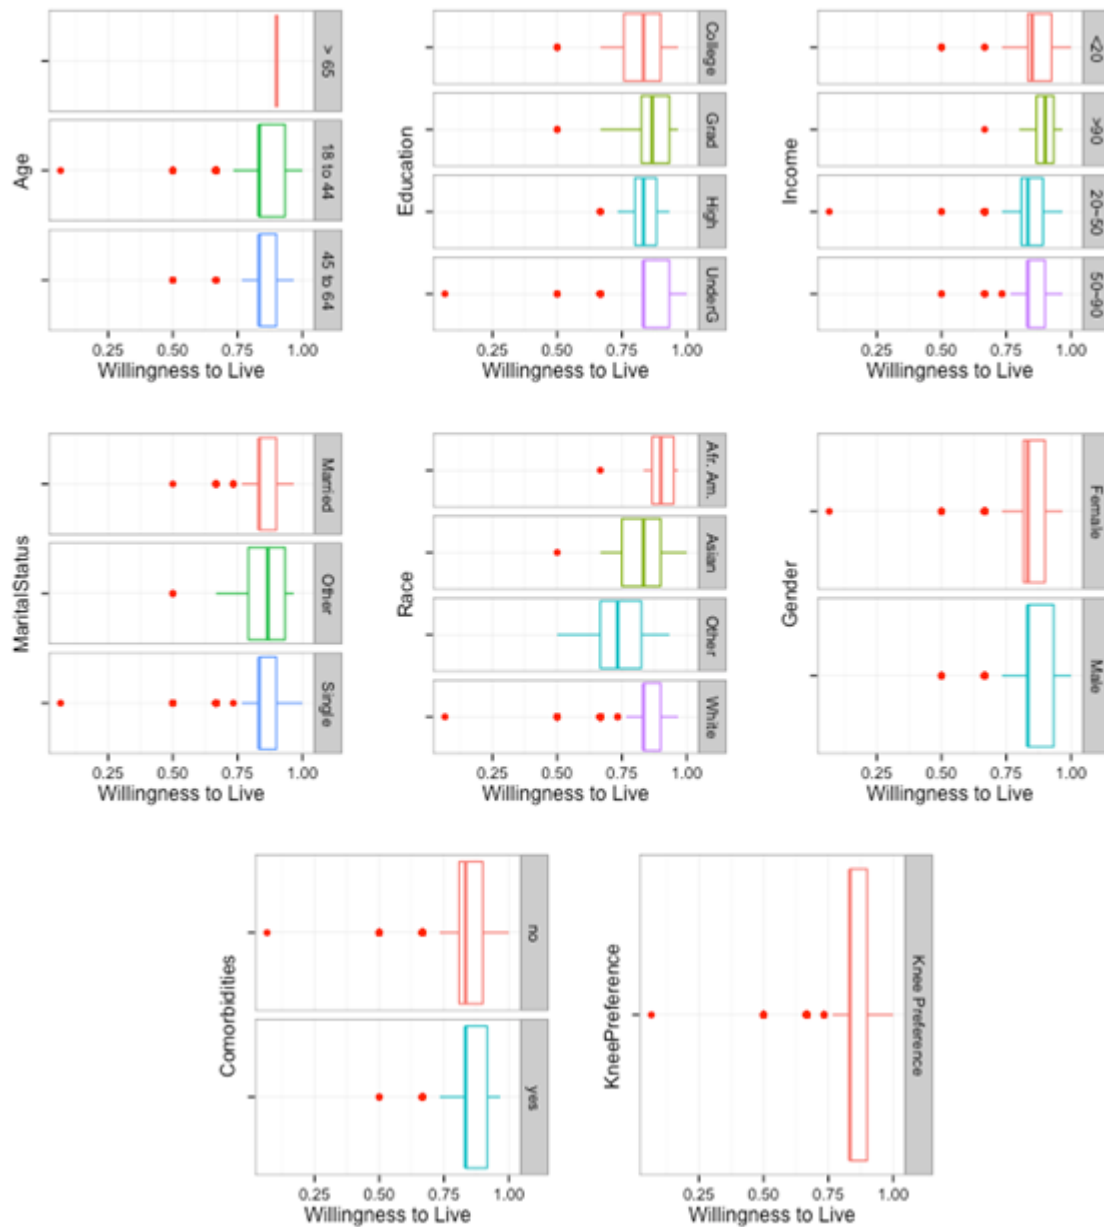 Age
> 65
18 to 44
45 to 64
0.25 0.50 0.75 1.00
Willingness to Live
Education
College
Grad
High
UnderG
0.25 0.50 0.75 1.00
Willingness to Live
Income
<20
>90
20~50
50~90
0.25 0.50 0.75 1.00
Willingness to Live
MaritalStatus
Married
Other
Single
0.25 0.50 0.75 1.00
Willingness to Live
Race
Afr. Am.
Asian
Other
White
0.25 0.50 0.75 1.00
Willingness to Live
Gender
Female
Male
0.25 0.50 0.75 1.00
Willingness to Live
Comorbidities
no
yes
0.25 0.50 0.75 1.00
Willingness to Live
KneePreference
Knee Preference
0.25 0.50 0.75 1.00
Willingness to Live